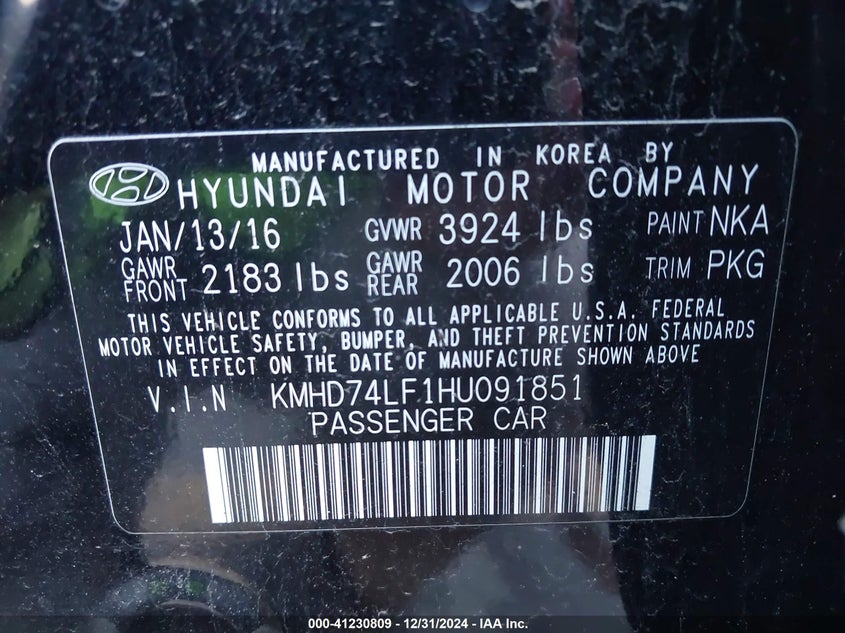 MANUFACTURED IN KOREA BY
HYUNDAI MOTOR COMPANY
JAN/13/16 GVWR 3924 lbs PAINT NKA
GAWR FRONT 2183 lbs GAWR REAR 2006 lbs TRIM PKG
THIS VEHICLE CONFORMS TO ALL APPLICABLE U.S.A. FEDERAL
MOTOR VEHICLE SAFETY, BUMPER, AND THEFT PREVENTION STANDARDS
IN EFFECT ON THE DATE OF MANUFACTURE SHOWN ABOVE
V.I.N KMHD74LF1HU091851
PASSENGER CAR
000-41230809 - 12/31/2024 - IAA Inc.